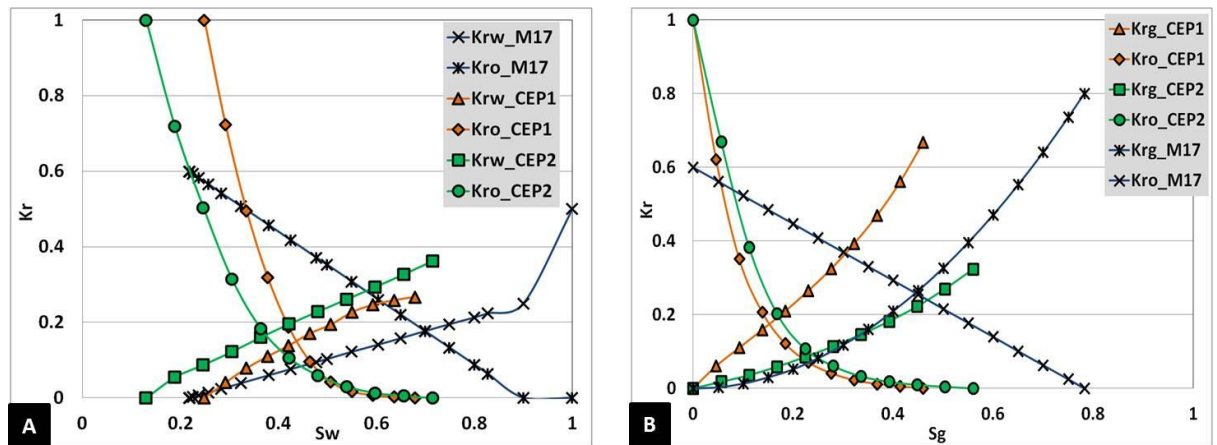 1
0.8
0.6
0.4
0.2
0
Kr
0
0.2
0.4
0.6
0.8
1
Sw
Krw_M17
Kro_M17
Krw_CEP1
Kro_CEP1
Krw_CEP2
Kro_CEP2
A
1
0.8
0.6
0.4
0.2
0
Kr
0
0.2
0.4
0.6
0.8
1
Sg
Krg_CEP1
Kro_CEP1
Krg_CEP2
Kro_CEP2
Krg_M17
Kro_M17
B